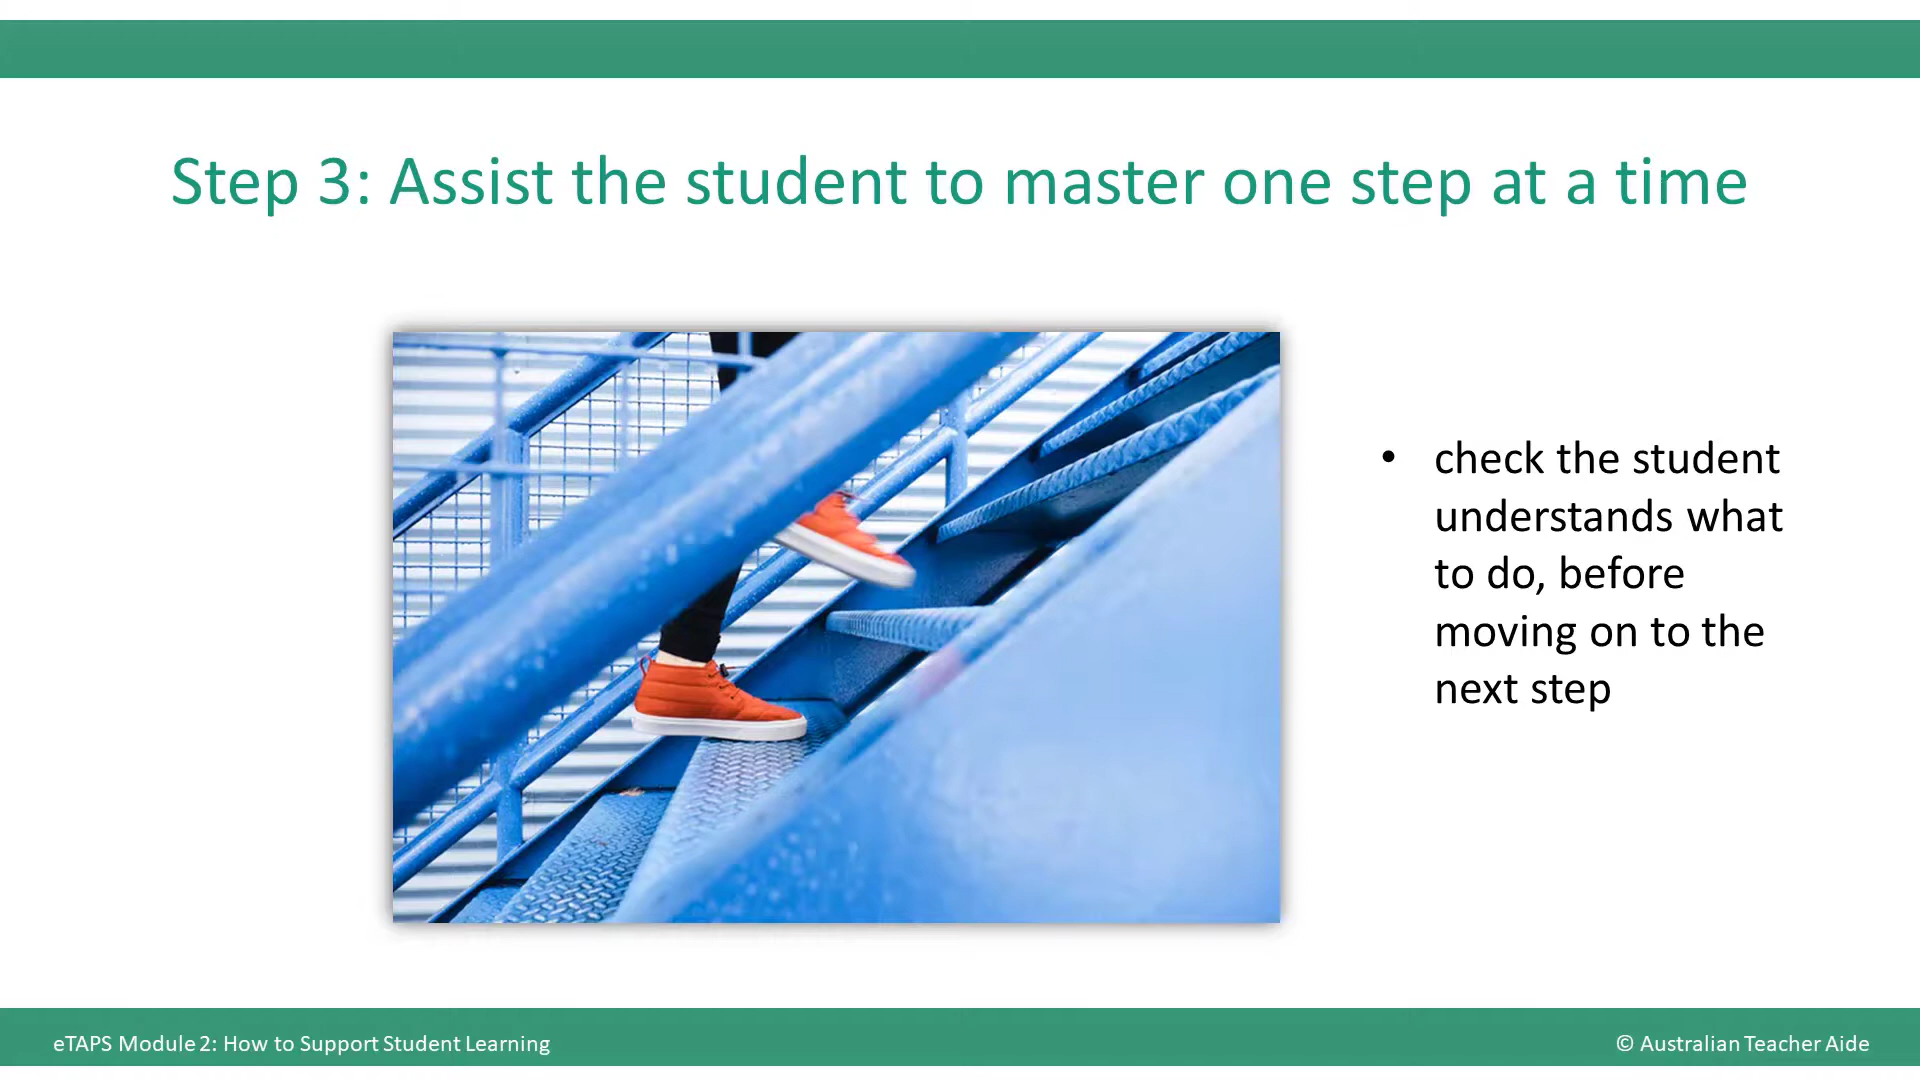 Step 3: Assist the student to master one step at a time
• check the student
understands what
to do, before
moving on to the
next step
eTAPS Module 2: How to Support Student Learning
© Australian Teacher Aide